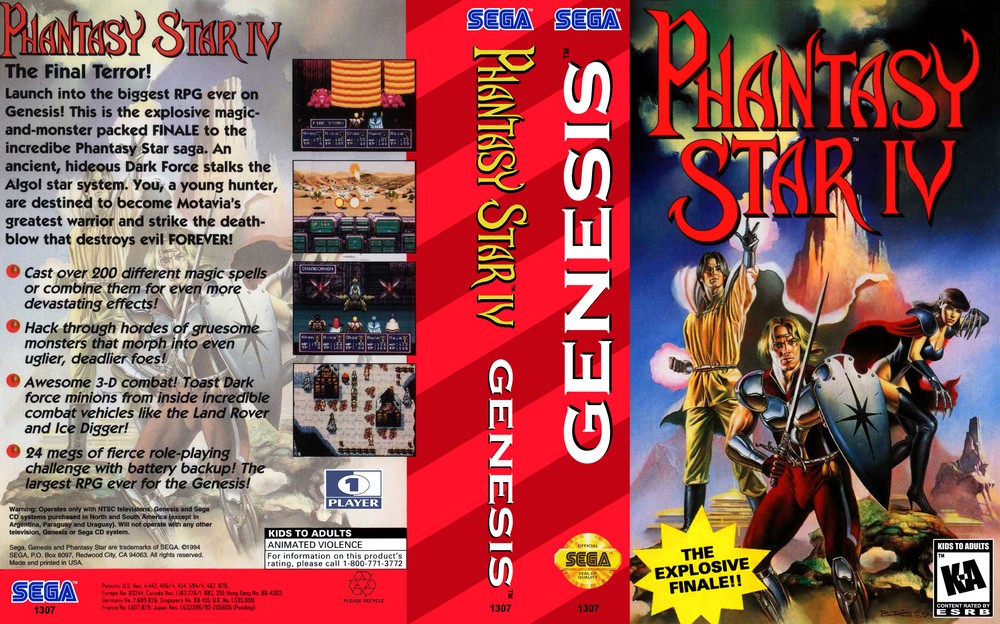 PHANTASY STAR IV
The Final Terror!
Launch into the biggest RPG ever on
Genesis! This is the explosive magic-
and-monster packed FINALE to the
incredibe Phantasy Star saga. An
ancient, hideous Dark Force stalks the
Algol star system. You, a young hunter,
are destined to become Motavia's
greatest warrior and strike the death-
blow that destroys evil FOREVER!
Cast over 200 different magic spells
or combine them for even more
devastating effects!
Hack through hordes of gruesome
monsters that morph into even
uglier, deadlier foes!
Awesome 3-D combat! Toast Dark
force minions from inside incredible
combat vehicles like the Land Rover
and Ice Digger!
24 megs of fierce role-playing
challenge with battery backup! The
largest RPG ever for the Genesis!
1
PLAYER
Warning: Operates only with NTSC televisions, Genesis and Sega
CD systems purchased in North and South America (except in
Argentina, Paraguay and Uraguay). Will not operate with any other
television, Genesis or Sega CD system.
Sega, Genesis and Phantasy Star are trademarks of SEGA. ©1994
SEGA, P.O. Box 8097, Redwood City, CA 94063. All rights reserved.
Made and printed in USA.
KIDS TO ADULTS
ANIMATED VIOLENCE
For information on this product's
rating, please call 1-800-771-3772
SEGA™
1307
PLEASE RECYCLE
SEGA™
PHANTASY STAR IV™
GENESIS™
1307
SEGA™
GENESIS™
OFFICIAL
SEGA™
SEAL OF
QUALITY
1307
PHANTASY
STAR IV™
THE
EXPLOSIVE
FINALE!!
KIDS TO ADULTS
™
K-A
CONTENT RATED BY
ESRB